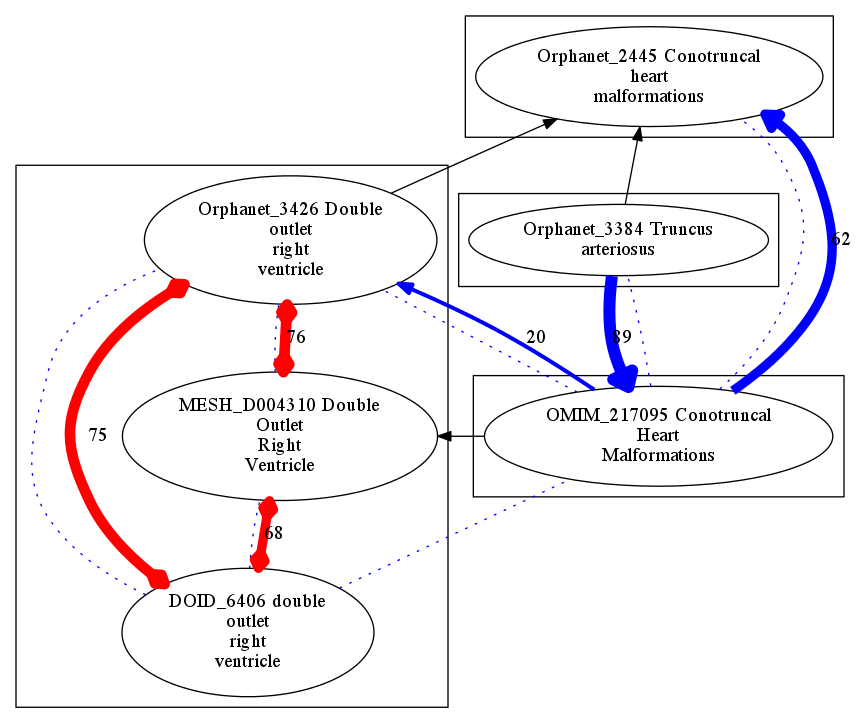 Orphanet_2445 Conotruncal
heart
malformations
Orphanet_3426 Double
outlet
right
ventricle
Orphanet_3384 Truncus
arteriosus
62
76
20
89
MESH_D004310 Double
Outlet
Right
Ventricle
OMIM_217095 Conotruncal
Heart
Malformations
75
68
DOID_6406 double
outlet
right
ventricle